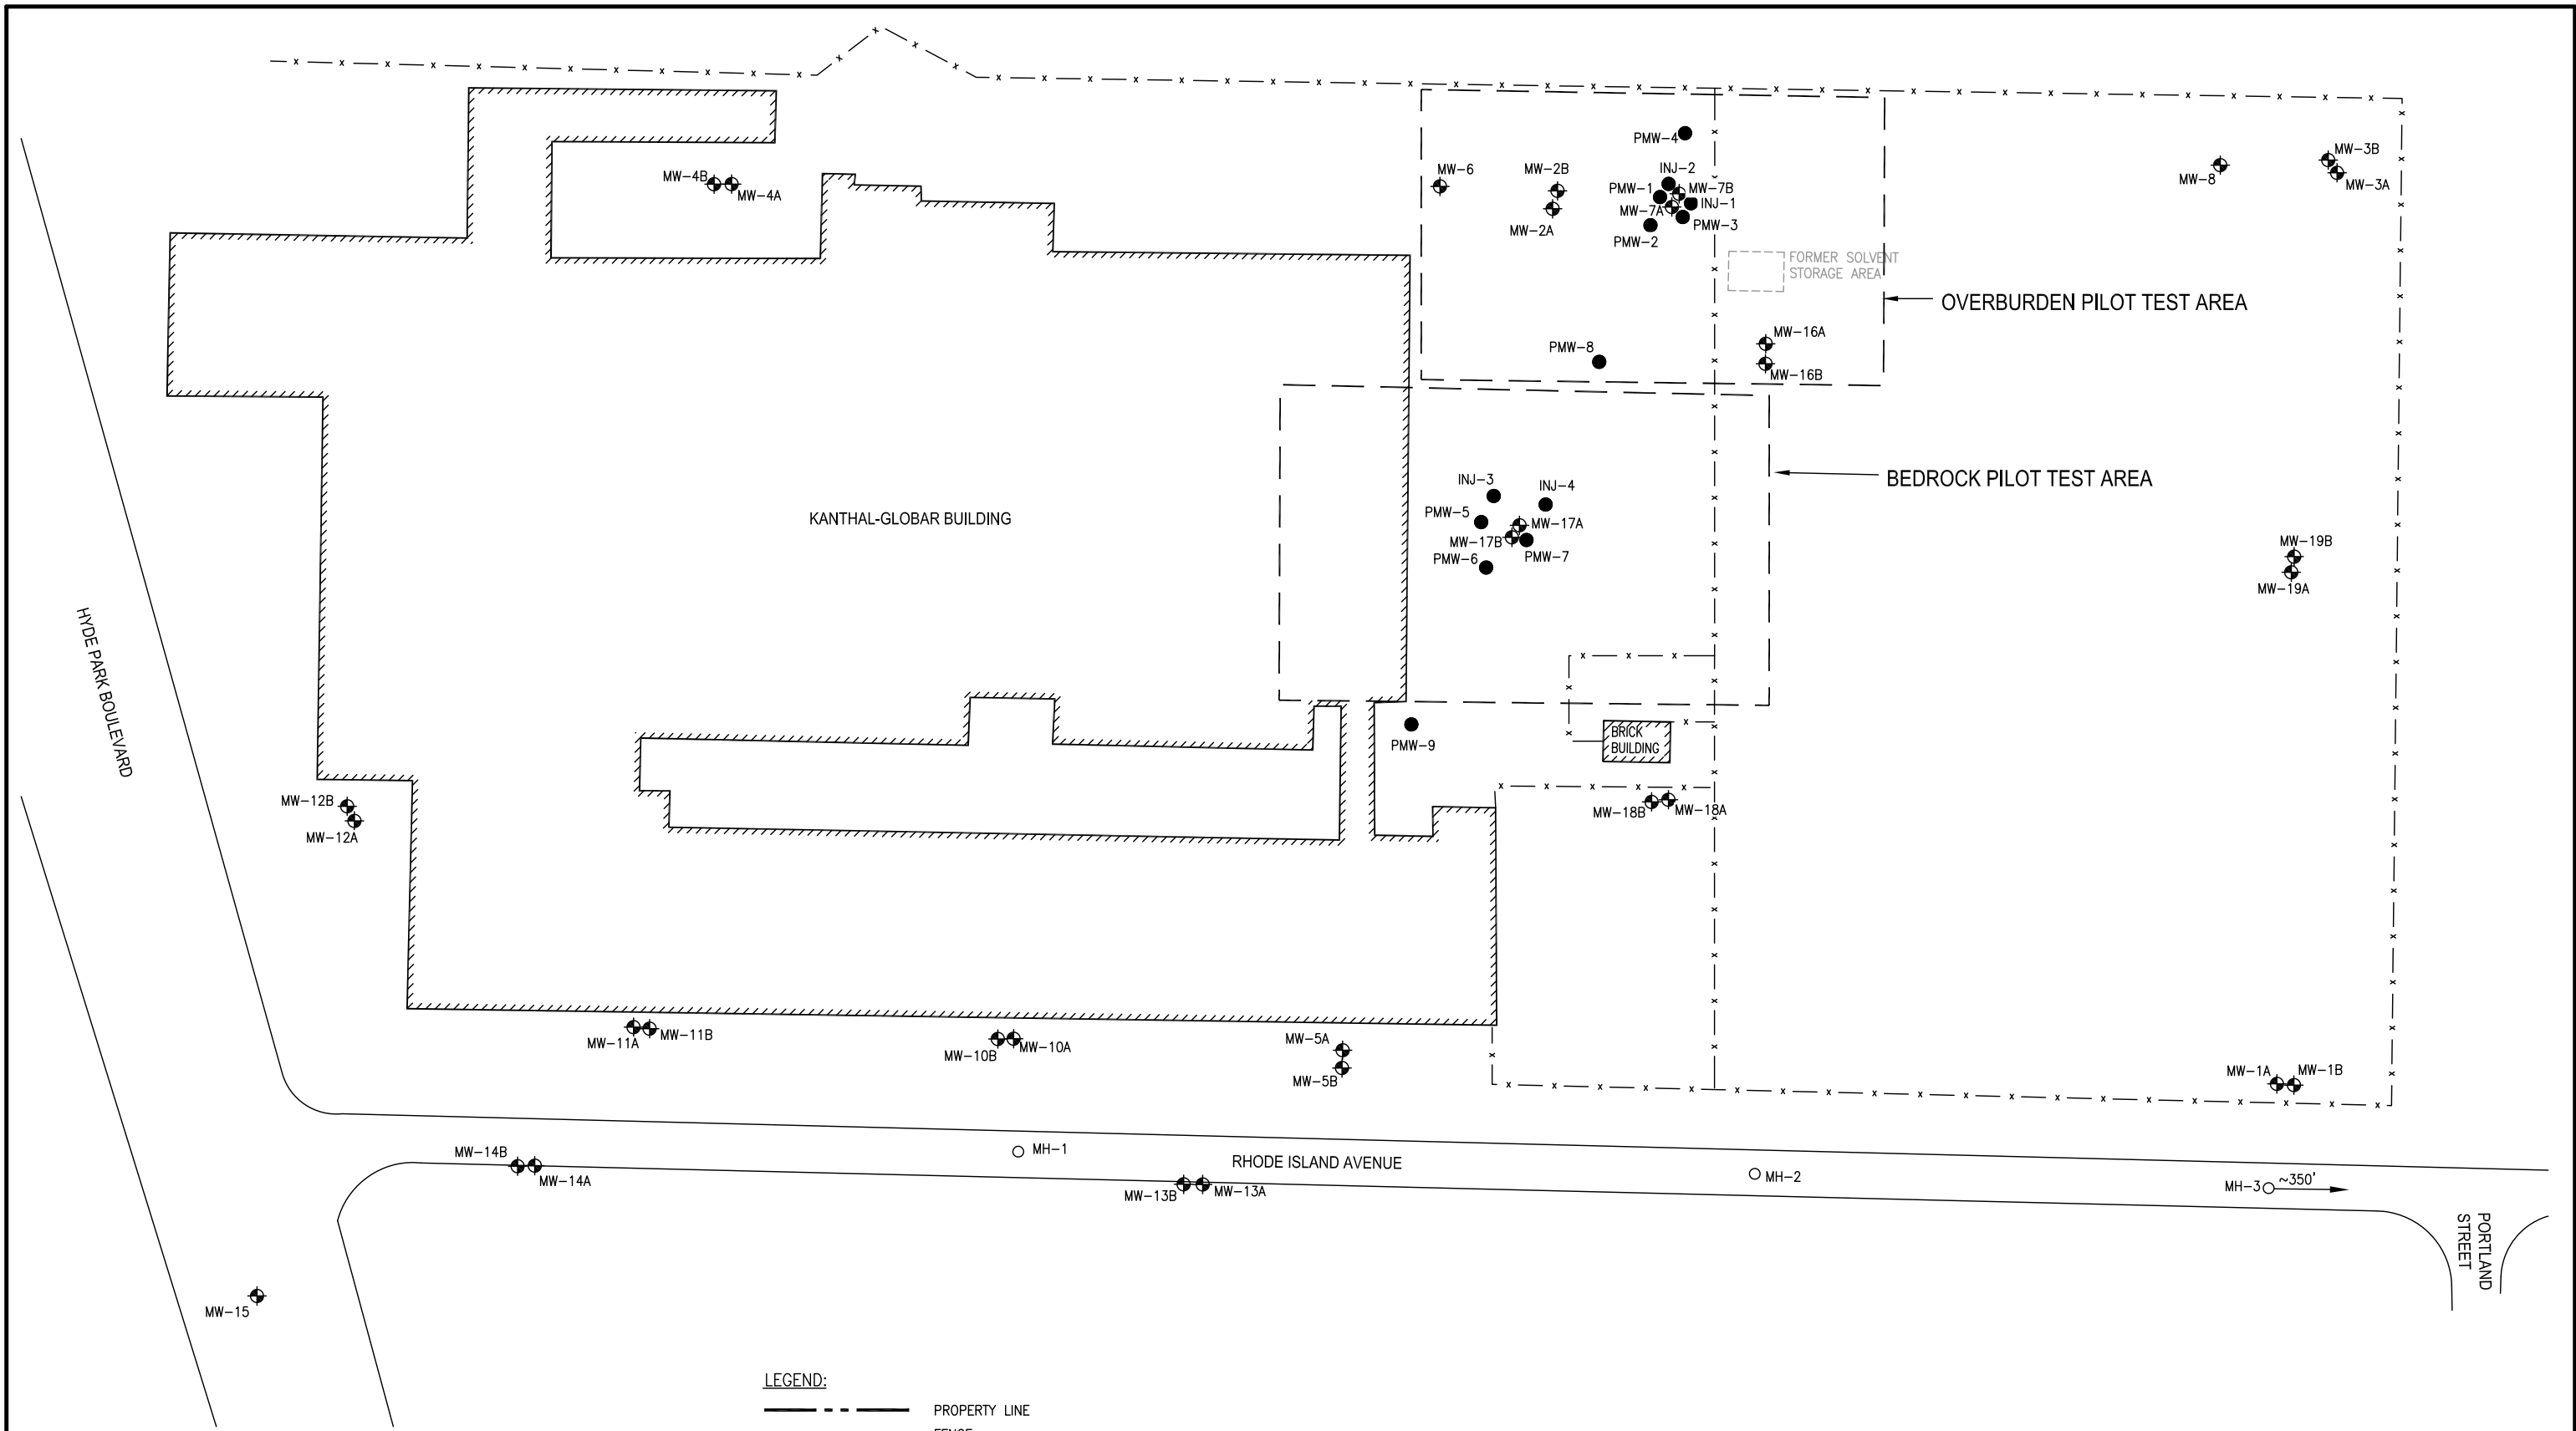 PMW-4
MW-3B
MW-8
MW-3A
MW-4B
MW-4A
MW-6
MW-2B
MW-2A
INJ-2
PMW-1
MW-7B
INJ-1
MW-7A
PMW-3
PMW-2
FORMER SOLVENT
STORAGE AREA
OVERBURDEN PILOT TEST AREA
MW-16A
PMW-8
MW-16B
BEDROCK PILOT TEST AREA
INJ-3
INJ-4
PMW-5
MW-17A
MW-17B
PMW-7
PMW-6
KANTHAL-GLOBAR BUILDING
MW-19B
MW-19A
HYDE PARK BOULEVARD
BRICK
BUILDING
PMW-9
MW-12B
MW-12A
MW-18B
MW-18A
MW-11A
MW-11B
MW-10B
MW-10A
MW-5A
MW-5B
MW-1A
MW-1B
MW-14B
MW-14A
MH-1
RHODE ISLAND AVENUE
MW-13B
MW-13A
MH-2
MH-3
~350'
PORTLAND
STREET
MW-15
LEGEND:
PROPERTY LINE